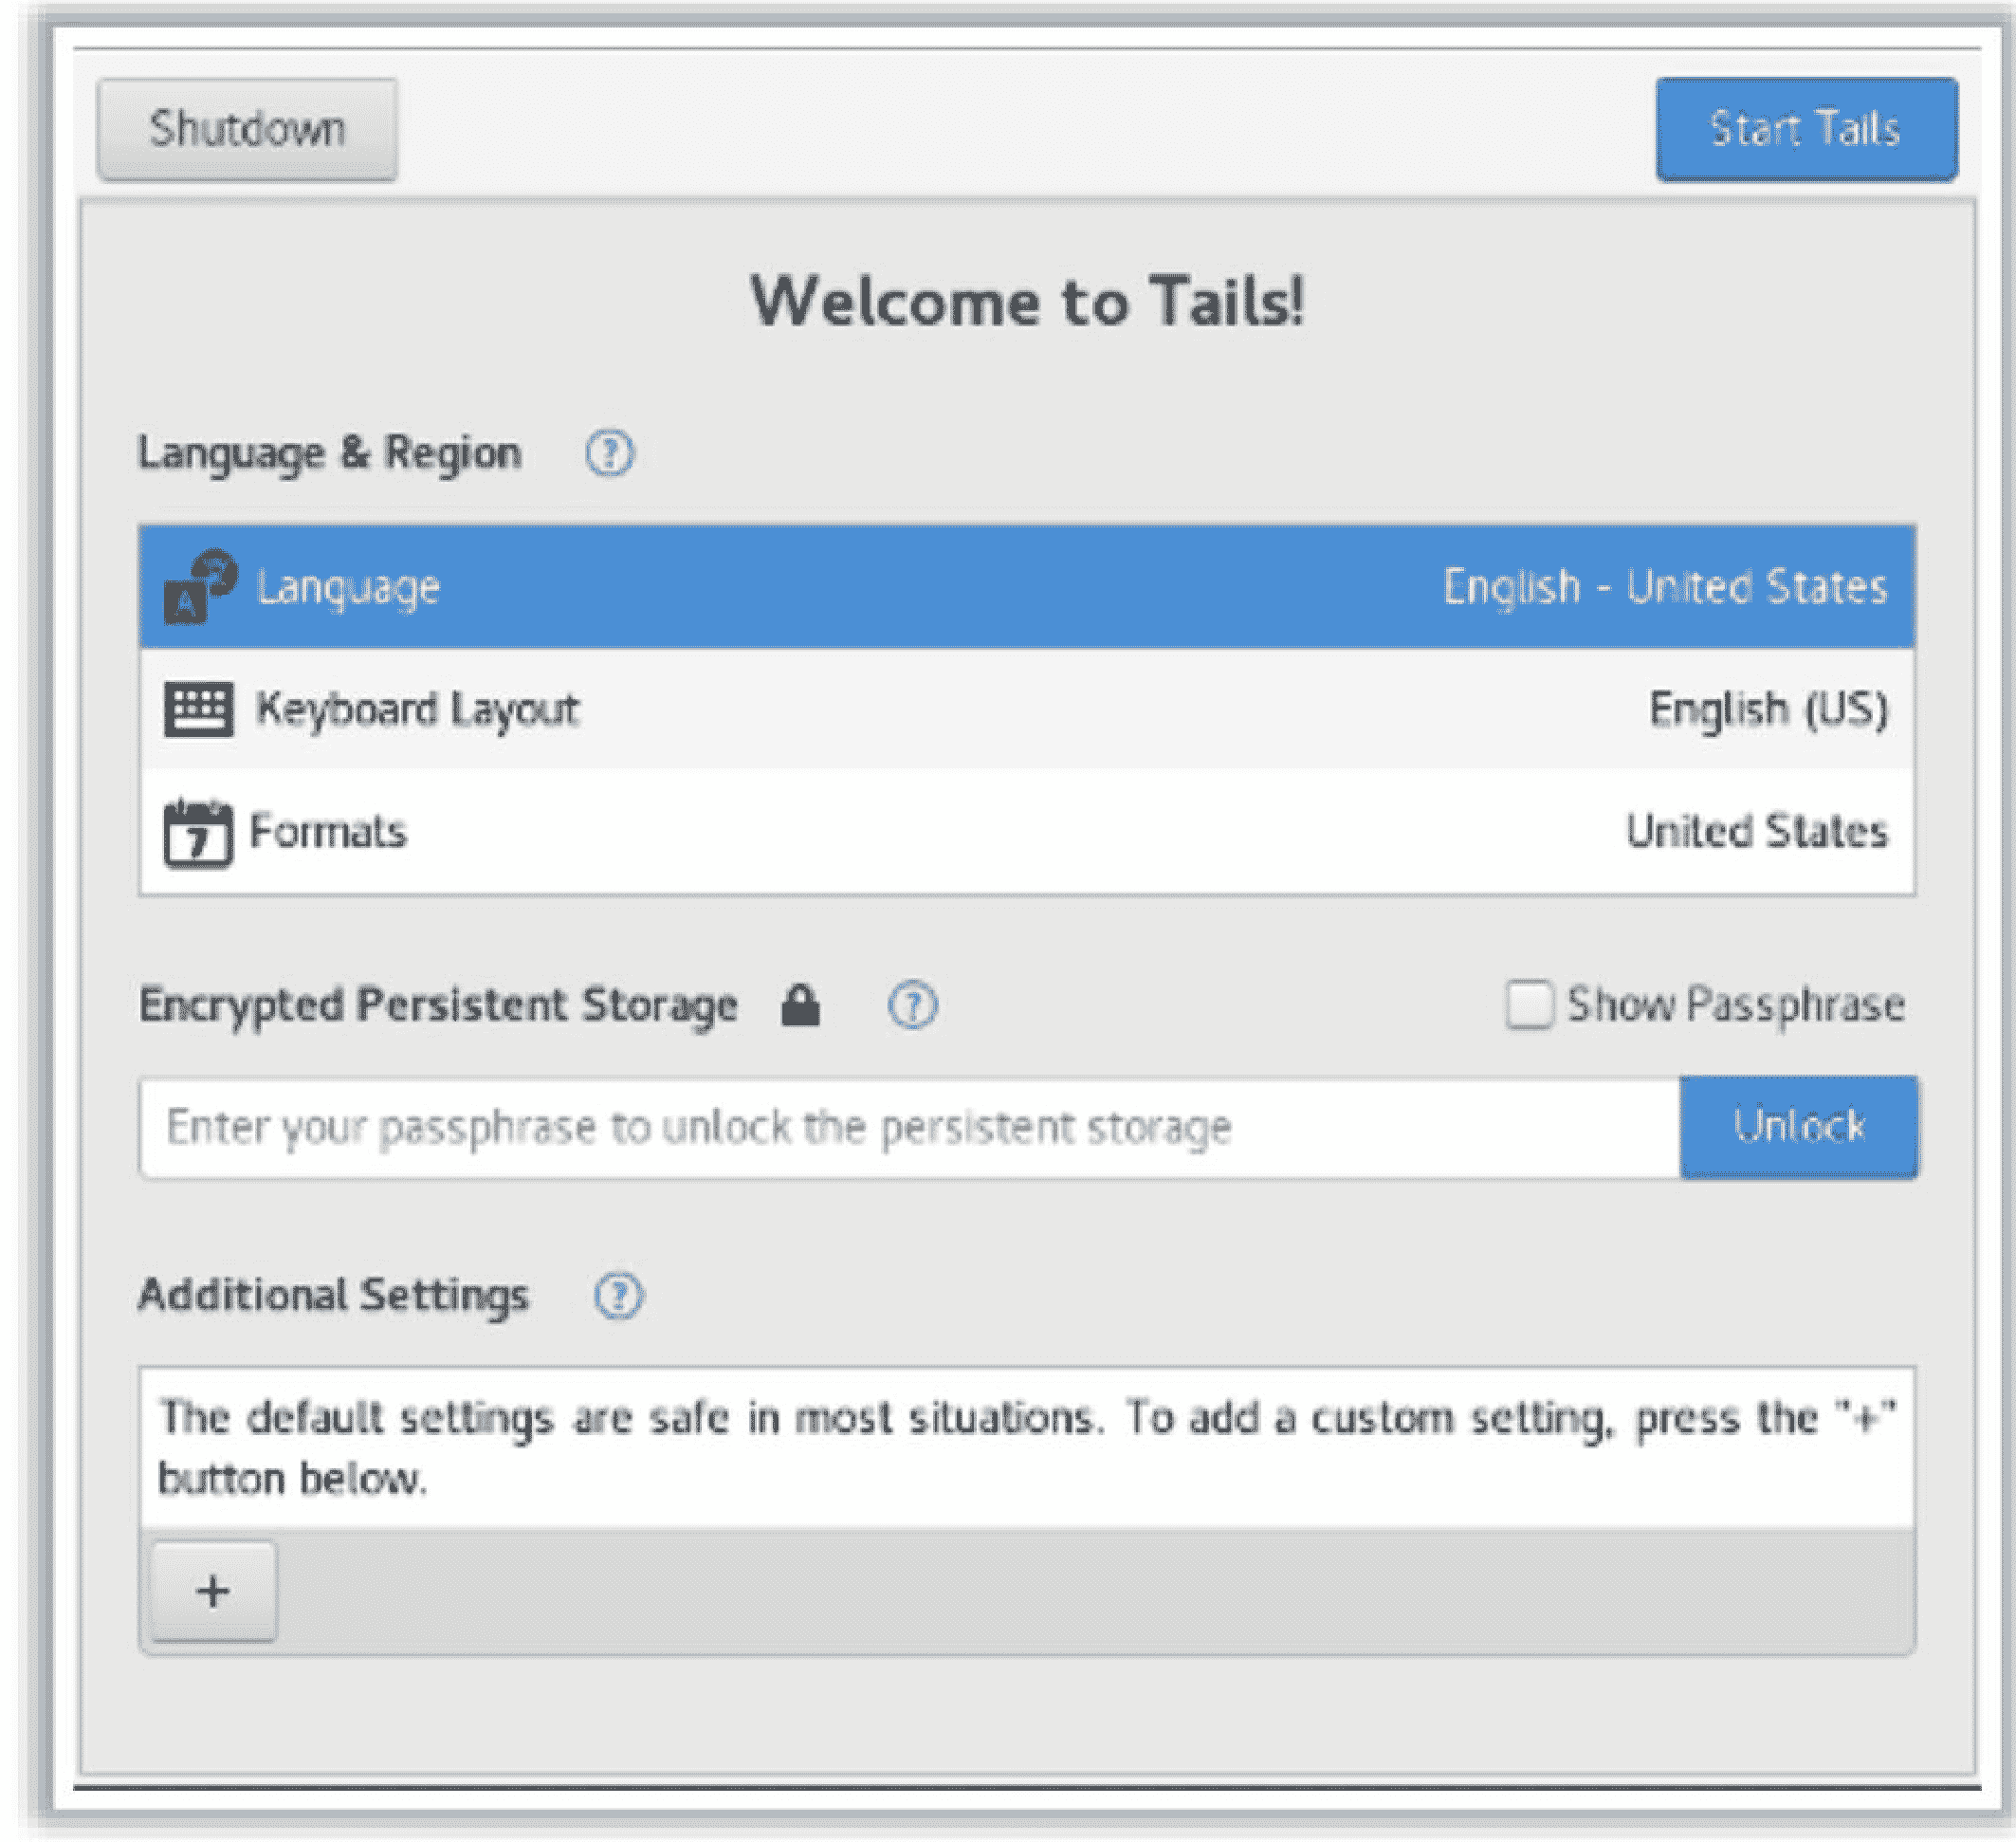 Shutdown
Start Tails
Welcome to Tails!
Language & Region ?
A Language English - United States
Keyboard Layout English (US)
7 Formats United States
Encrypted Persistent Storage ? Show Passphrase
Enter your passphrase to unlock the persistent storage Unlock
Additional Settings ?
The default settings are safe in most situations. To add a custom setting, press the "+"
button below.
+